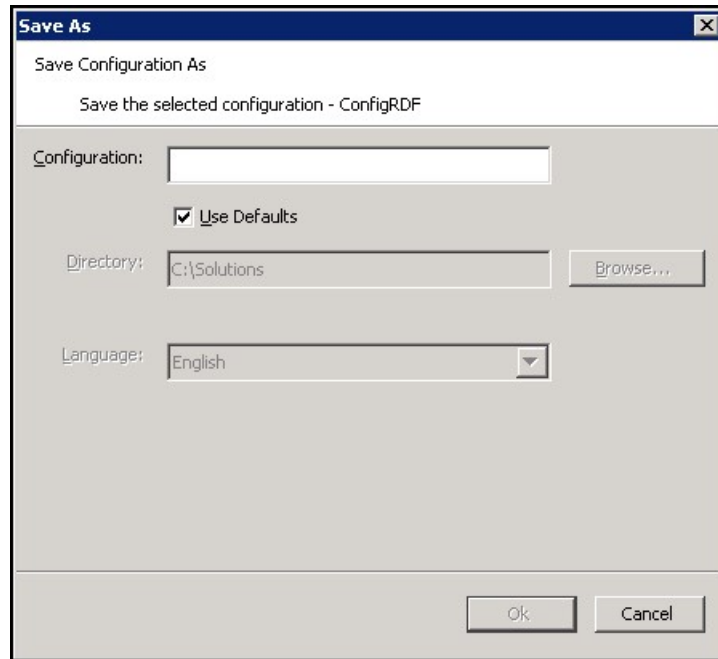 Save As
Save Configuration As
Save the selected configuration - ConfigRDF
Configuration:
Use Defaults
Directory: C:\Solutions Browse...
Language: English
Ok Cancel